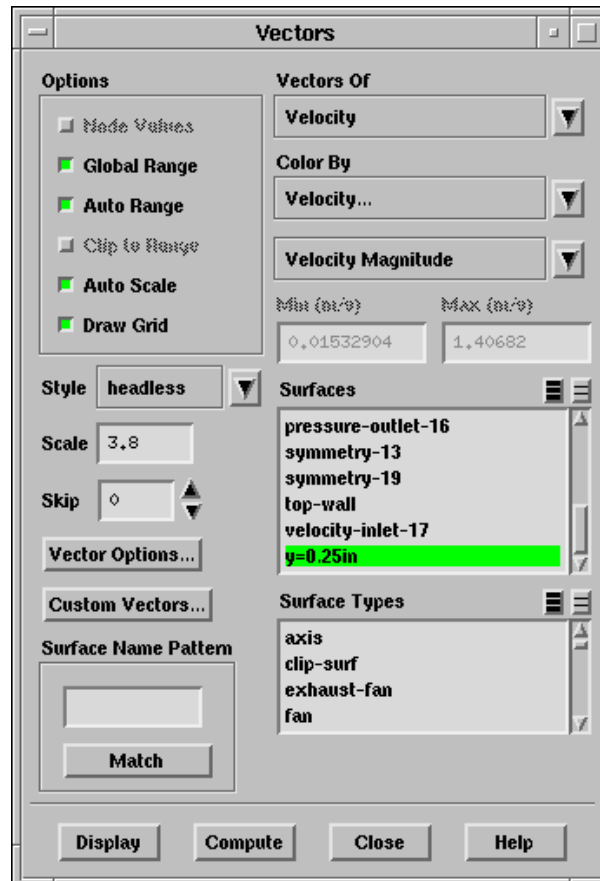 Vectors
Options
Node Values
Global Range
Auto Range
Clip to Range
Auto Scale
Draw Grid
Style headless
Scale 3.8
Skip 0
Vector Options...
Custom Vectors...
Surface Name Pattern
Match
Vectors Of
Velocity
Color By
Velocity...
Velocity Magnitude
Min (m/s) Max (m/s)
0.01532904 1.40682
Surfaces
pressure-outlet-16
symmetry-13
symmetry-19
top-wall
velocity-inlet-17
y=0.25in
Surface Types
axis
clip-surf
exhaust-fan
fan
Display Compute Close Help